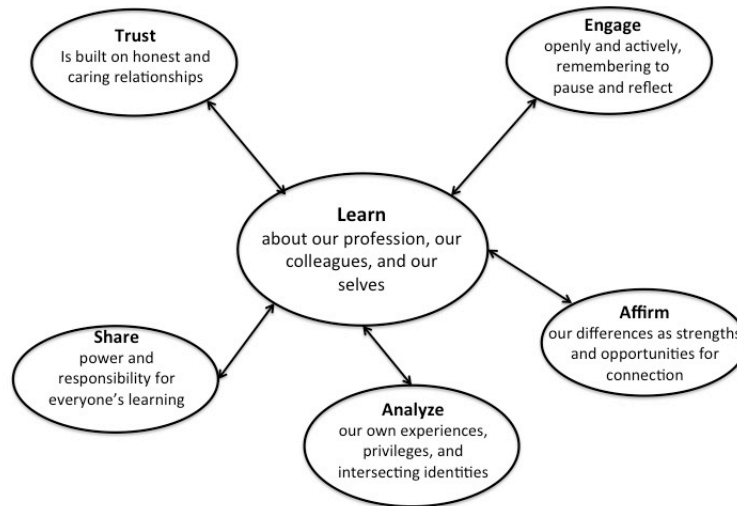 Trust
Is built on honest and
caring relationships
Engage
openly and actively,
remembering to
pause and reflect
Learn
about our profession, our
colleagues, and our
selves
Affirm
our differences as strengths
and opportunities for
connection
Share
power and
responsibility for
everyone's learning
Analyze
our own experiences,
privileges, and
intersecting identities